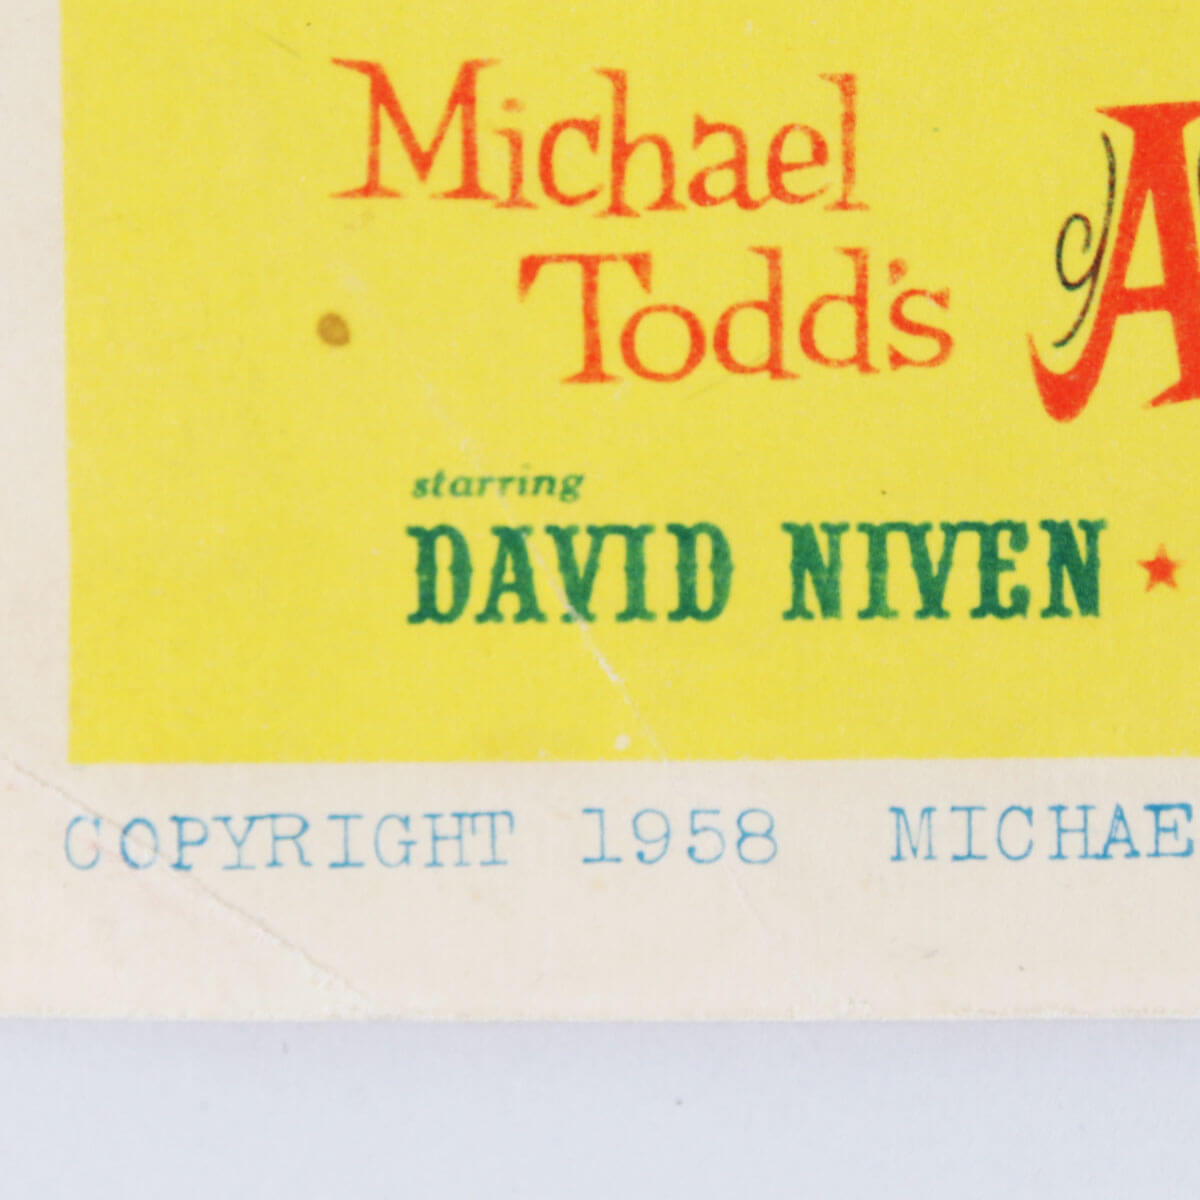 Michael
Todd's A
starring
DAVID NIVEN ★
COPYRIGHT 1958 MICHAE